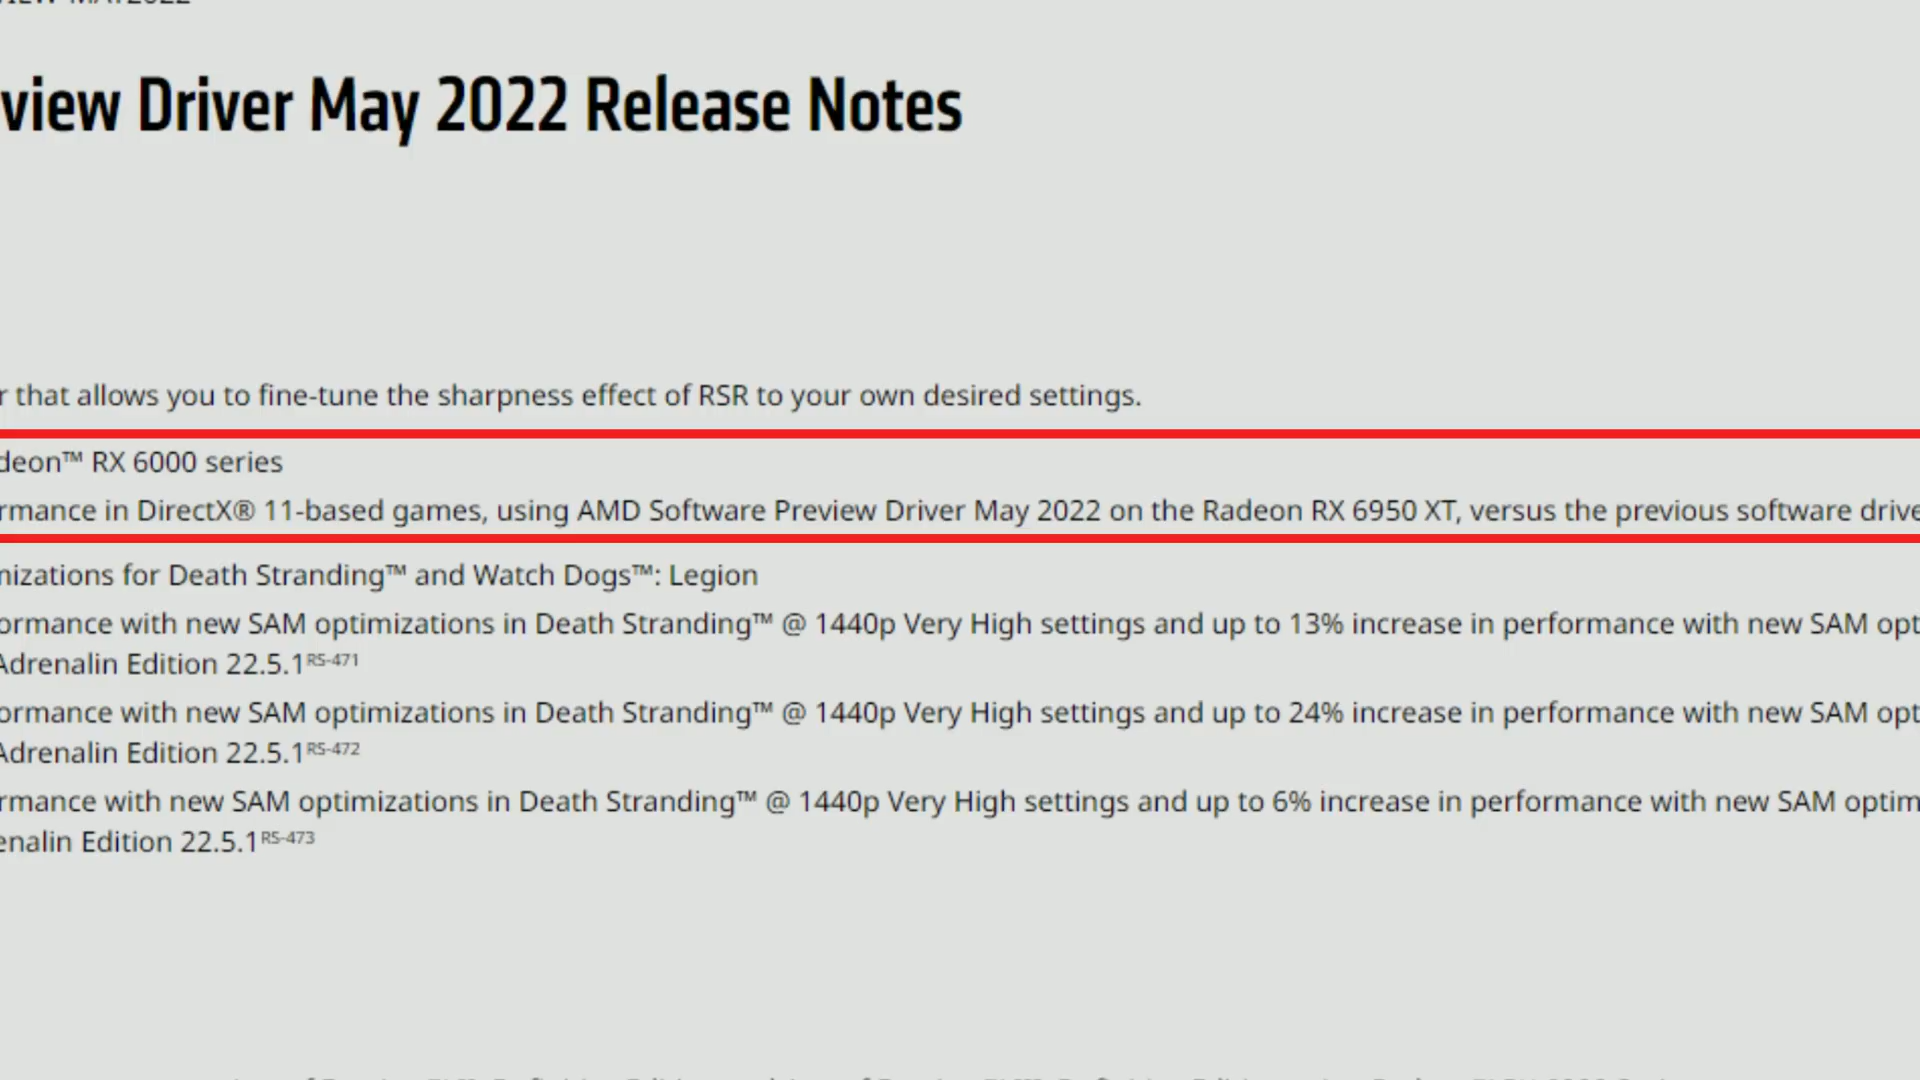 view Driver May 2022 Release Notes
r that allows you to fine-tune the sharpness effect of RSR to your own desired settings.
deon™ RX 6000 series
rmance in DirectX® 11-based games, using AMD Software Preview Driver May 2022 on the Radeon RX 6950 XT, versus the previous software drive
nizations for Death Stranding™ and Watch Dogs™: Legion
ormance with new SAM optimizations in Death Stranding™ @ 1440p Very High settings and up to 13% increase in performance with new SAM opt
Adrenalin Edition 22.5.1RS-471
ormance with new SAM optimizations in Death Stranding™ @ 1440p Very High settings and up to 24% increase in performance with new SAM opt
Adrenalin Edition 22.5.1RS-472
rmance with new SAM optimizations in Death Stranding™ @ 1440p Very High settings and up to 6% increase in performance with new SAM optim
enalin Edition 22.5.1RS-473